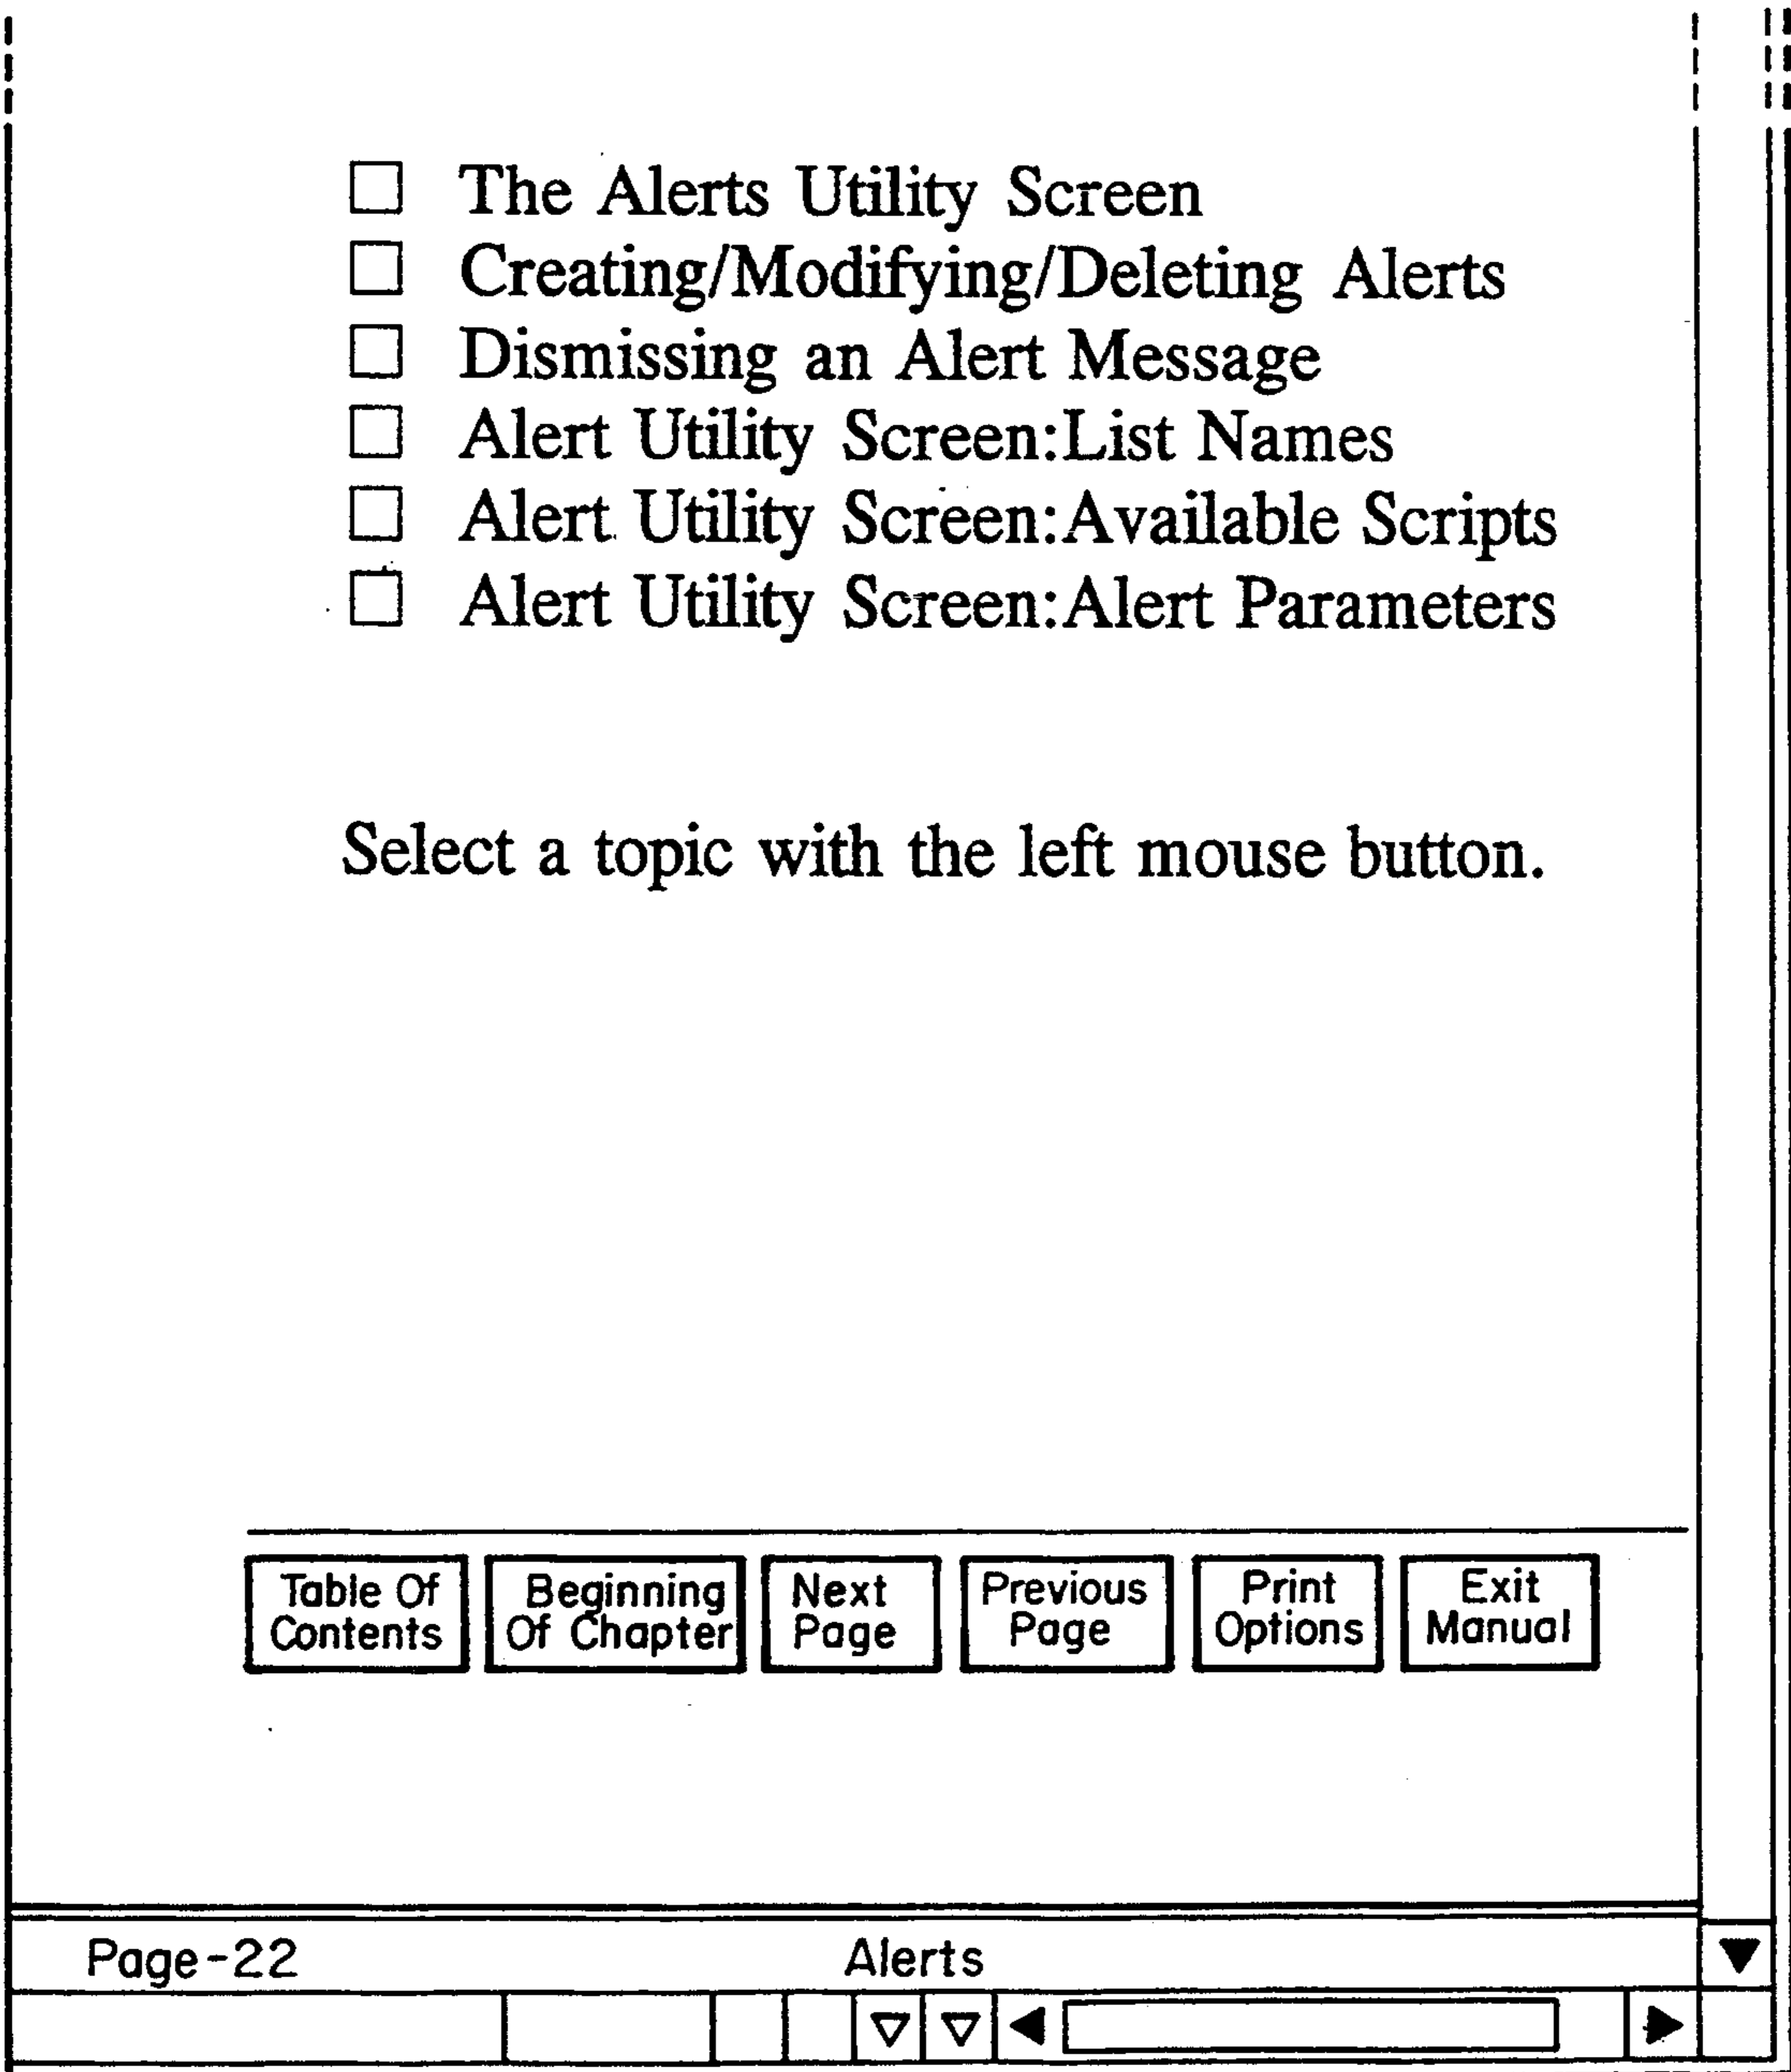 The Alerts Utility Screen
Creating/Modifying/Deleting Alerts
Dismissing an Alert Message
Alert Utility Screen:List Names
Alert Utility Screen:Available Scripts
Alert Utility Screen:Alert Parameters
Select a topic with the left mouse button.
Table Of
Contents
Beginning
Of Chapter
Next
Page
Previous
Page
Print
Options
Exit
Manual
Page-22
Alerts